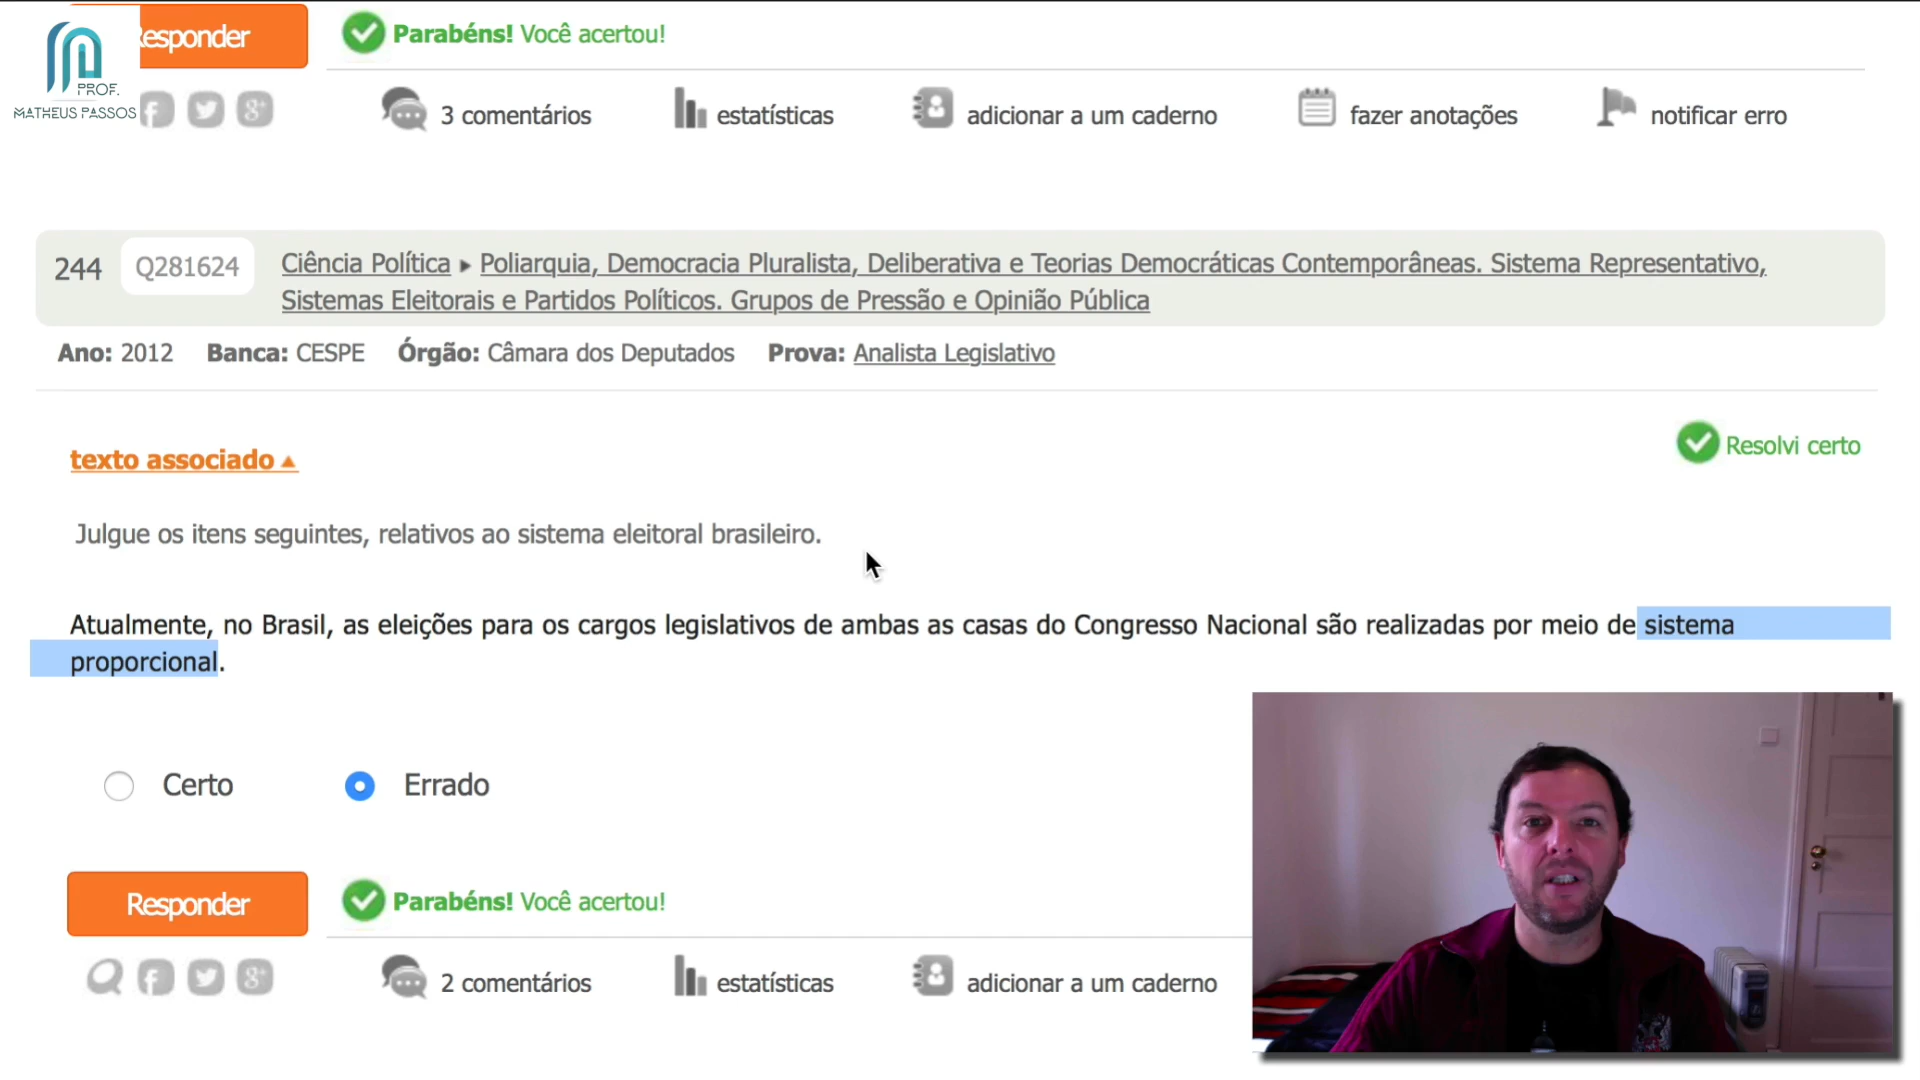 Responder
Parabéns! Você acertou!
PROF.
MATHEUS PASSOS
3 comentários
estatísticas
adicionar a um caderno
fazer anotações
notificar erro
244
Q281624
Ciência Política ▸ Poliarquia, Democracia Pluralista, Deliberativa e Teorias Democráticas Contemporâneas. Sistema Representativo,
Sistemas Eleitorais e Partidos Políticos. Grupos de Pressão e Opinião Pública
Ano: 2012 Banca: CESPE Órgão: Câmara dos Deputados Prova: Analista Legislativo
texto associado
Resolvi certo
Julgue os itens seguintes, relativos ao sistema eleitoral brasileiro.
Atualmente, no Brasil, as eleições para os cargos legislativos de ambas as casas do Congresso Nacional são realizadas por meio de sistema
proporcional.
Certo
Errado
Responder
Parabéns! Você acertou!
2 comentários
estatísticas
adicionar a um caderno